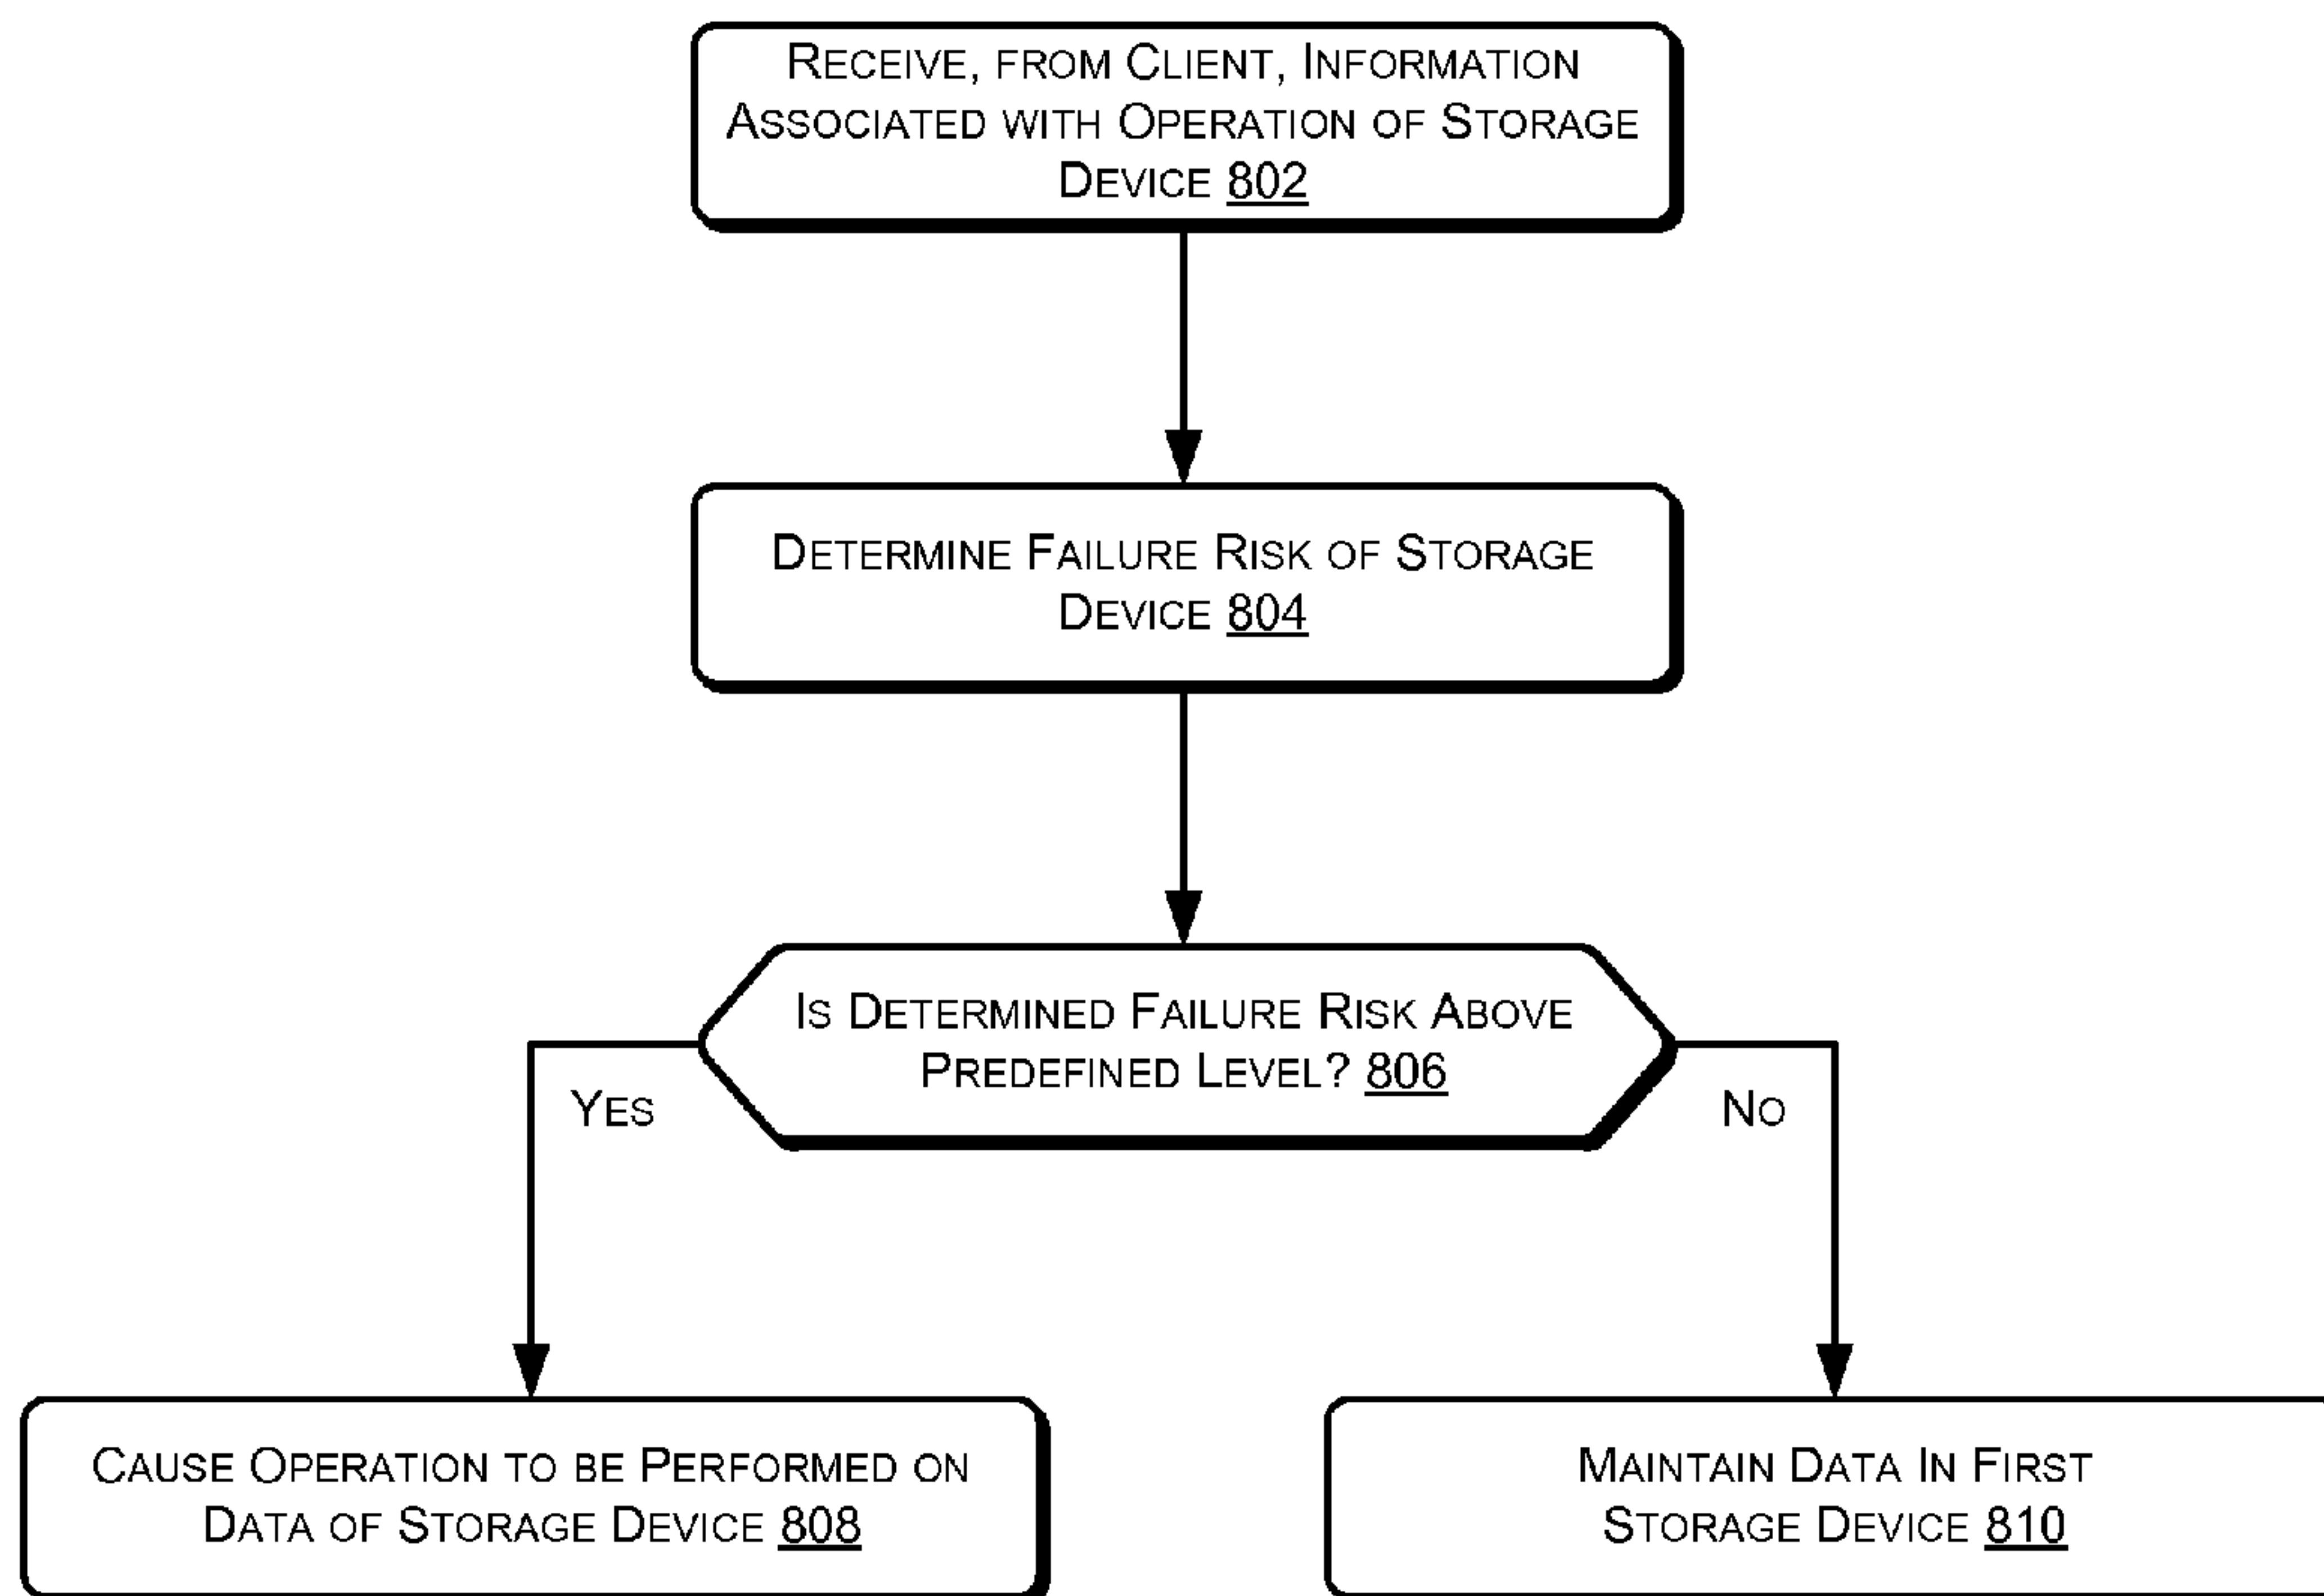 Receive, from Client, Information
Associated with Operation of Storage
Device 802
Determine Failure Risk of Storage
Device 804
Is Determined Failure Risk Above
Predefined Level? 806
Yes
No
Cause Operation to be Performed on
Data of Storage Device 808
Maintain Data In First
Storage Device 810